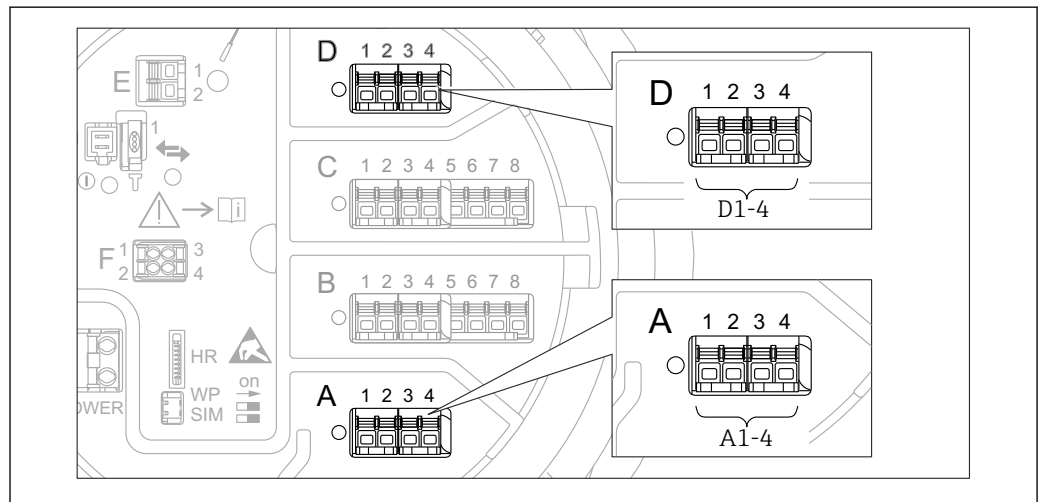 D 1 2 3 4
E 1
2
1
C 1 2 3 4 5 6 7 8
i
F 1 3
2 4
B 1 2 3 4 5 6 7 8
HR
WP on
SIM
OWER
A 1 2 3 4
D 1 2 3 4
D1-4
A 1 2 3 4
A1-4